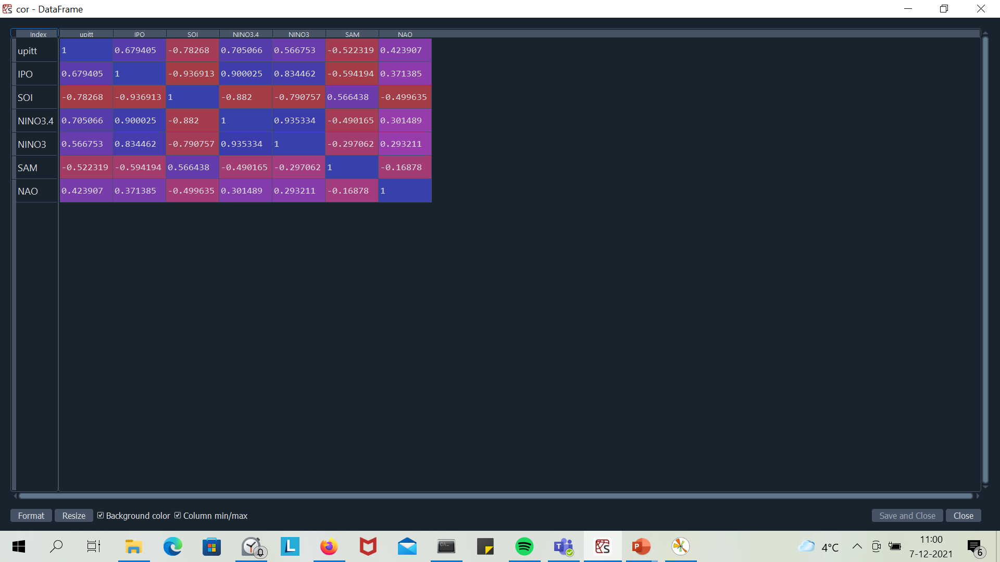 cor - DataFrame
Index upitt IPO SOI NINO3.4 NINO3 SAM NAO
upitt 1 0.679405 -0.78268 0.705066 0.566753 -0.522319 0.423907
IPO 0.679405 1 -0.936913 0.900025 0.834462 -0.594194 0.371385
SOI -0.78268 -0.936913 1 -0.882 -0.790757 0.566438 -0.499635
NINO3.4 0.705066 0.900025 -0.882 1 0.935334 -0.490165 0.301489
NINO3 0.566753 0.834462 -0.790757 0.935334 1 -0.297062 0.293211
SAM -0.522319 -0.594194 0.566438 -0.490165 -0.297062 1 -0.16878
NAO 0.423907 0.371385 -0.499635 0.301489 0.293211 -0.16878 1
Format Resize Background color Column min/max Save and Close Close
4°C
11:00
7-12-2021
6